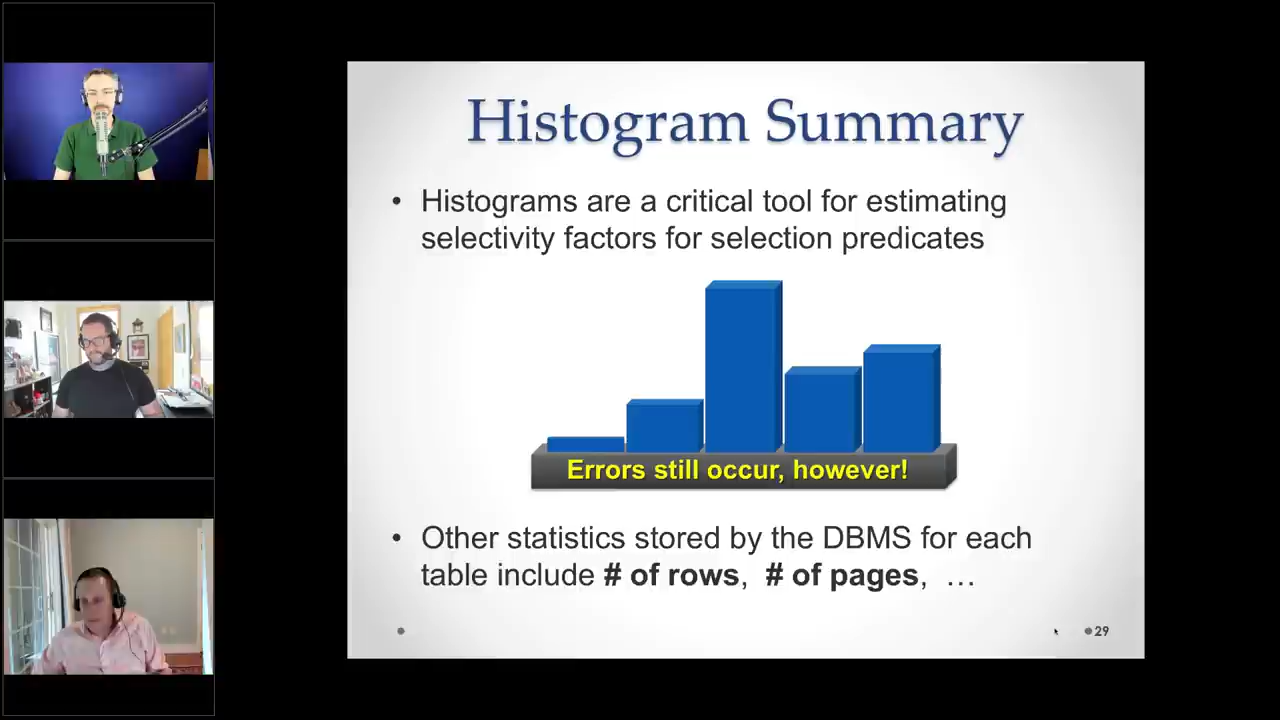 Histogram Summary
• Histograms are a critical tool for estimating
selectivity factors for selection predicates
Errors still occur, however!
• Other statistics stored by the DBMS for each
table include # of rows, # of pages, …
29